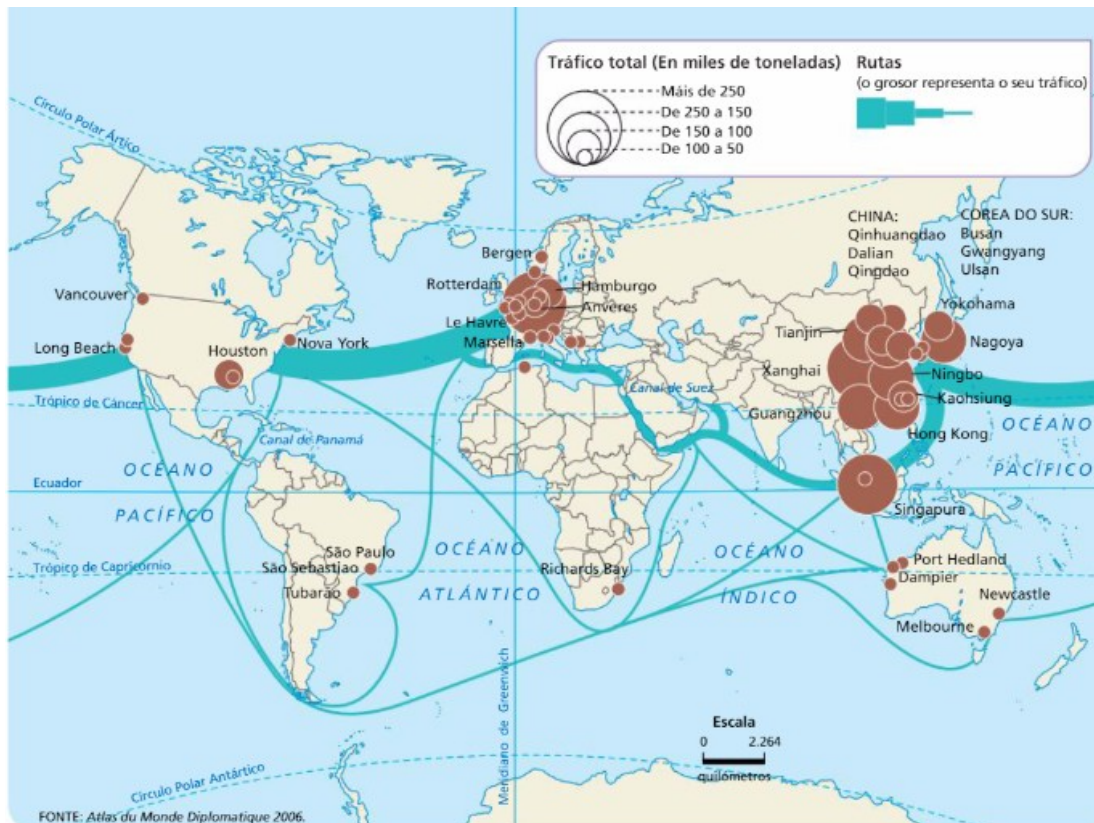 Tráfico total (En miles de toneladas)
Máis de 250
De 250 a 150
De 150 a 100
De 100 a 50
Rutas
(o grosor representa o seu tráfico)
Círculo Polar Ártico
CHINA:
Qinhuangdao
Dalian
Qingdao
COREA DO SUR:
Busan
Gwangyang
Ulsan
Bergen
Rotterdam
Hamburgo
Anveres
Le Havre
Marsella
Vancouver
Long Beach
Houston
Nova York
Yokohama
Tianjin
Nagoya
Xanghai
Ningbo
Kaohsiung
Guangzhou
Hong Kong
Canal de Suez
Trópico de Cáncer
Canal de Panamá
OCÉANO
PACÍFICO
OCÉANO
PACÍFICO
Ecuador
Singapura
São Paulo
São Sebastiao
Tubarão
Trópico de Capricornio
OCÉANO
ATLÁNTICO
Richards Bay
OCÉANO
ÍNDICO
Port Hedland
Dampier
Newcastle
Melbourne
Meridiano de Greenwich
Escala
0 2.264
quilómetros
Círculo Polar Antártico
FONTE: Atlas du Monde Diplomatique 2006.